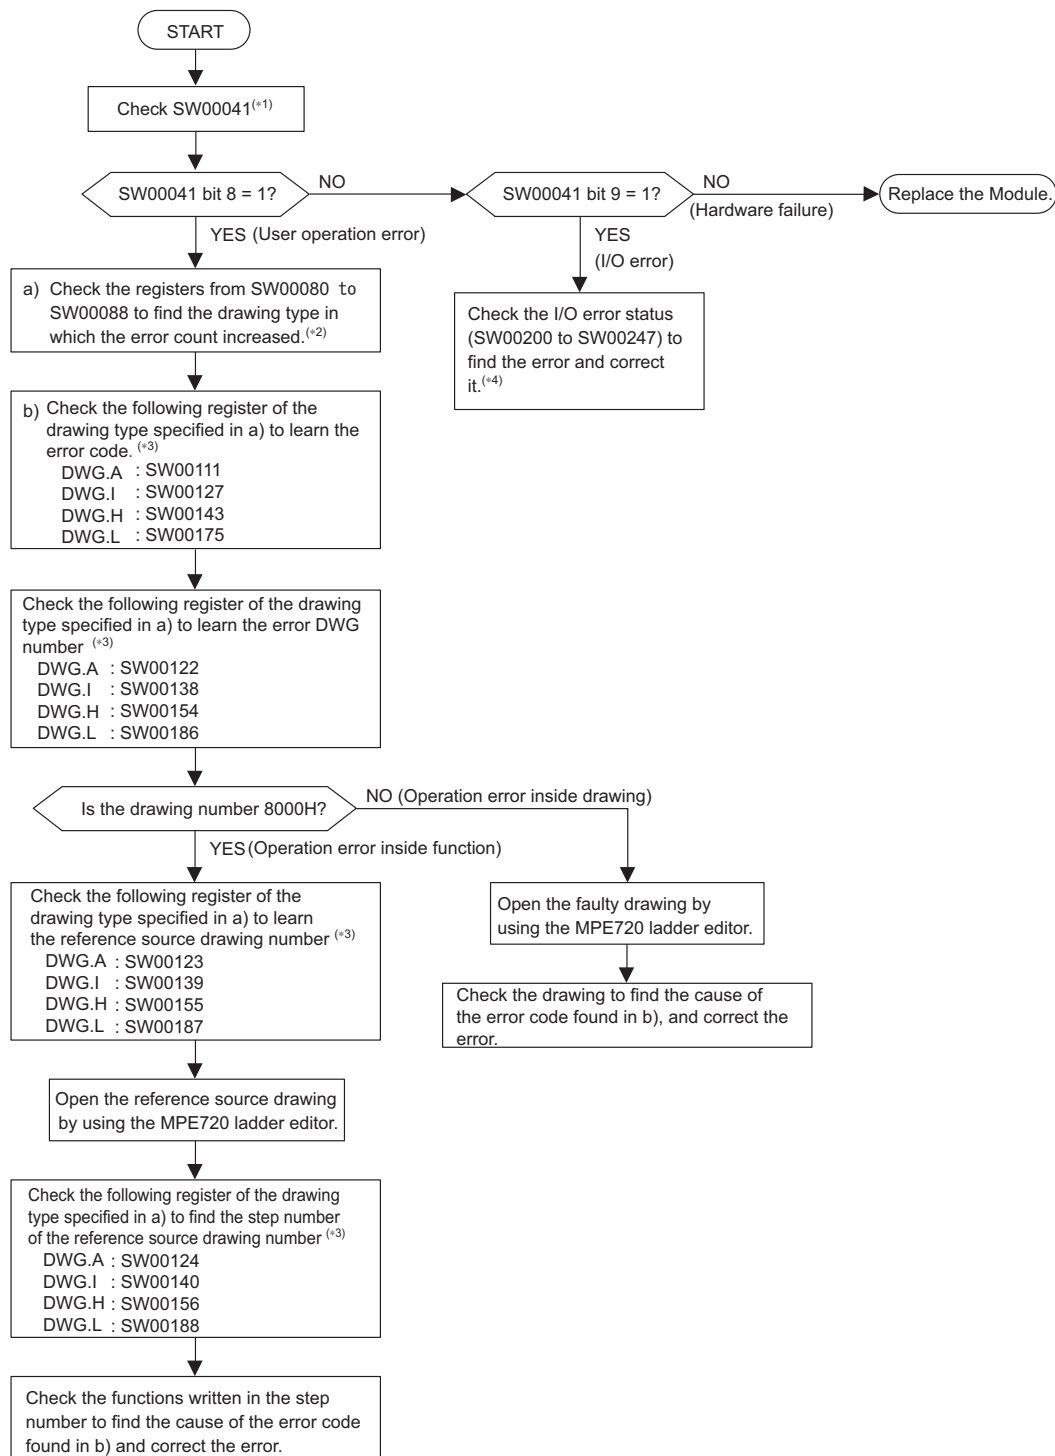 START
Check SW00041(*1)
SW00041 bit 8 = 1?
NO
SW00041 bit 9 = 1?
NO
(Hardware failure)
Replace the Module.
YES (User operation error)
YES
(I/O error)
a) Check the registers from SW00080 to
SW00088 to find the drawing type in
which the error count increased.(*2)
Check the I/O error status
(SW00200 to SW00247) to
find the error and correct
it.(*4)
b) Check the following register of the
drawing type specified in a) to learn the
error code. (*3)
DWG.A : SW00111
DWG.I : SW00127
DWG.H : SW00143
DWG.L : SW00175
Check the following register of the drawing
type specified in a) to learn the error DWG
number (*3)
DWG.A : SW00122
DWG.I : SW00138
DWG.H : SW00154
DWG.L : SW00186
Is the drawing number 8000H?
NO (Operation error inside drawing)
YES (Operation error inside function)
Check the following register of the
drawing type specified in a) to learn
the reference source drawing number (*3)
DWG.A : SW00123
DWG.I : SW00139
DWG.H : SW00155
DWG.L : SW00187
Open the faulty drawing by
using the MPE720 ladder editor.
Check the drawing to find the cause of
the error code found in b), and correct the
error.
Open the reference source drawing
by using the MPE720 ladder editor.
Check the following register of the drawing
type specified in a) to find the step number
of the reference source drawing number (*3)
DWG.A : SW00124
DWG.I : SW00140
DWG.H : SW00156
DWG.L : SW00188
Check the functions written in the step
number to find the cause of the error code
found in b) and correct the error.